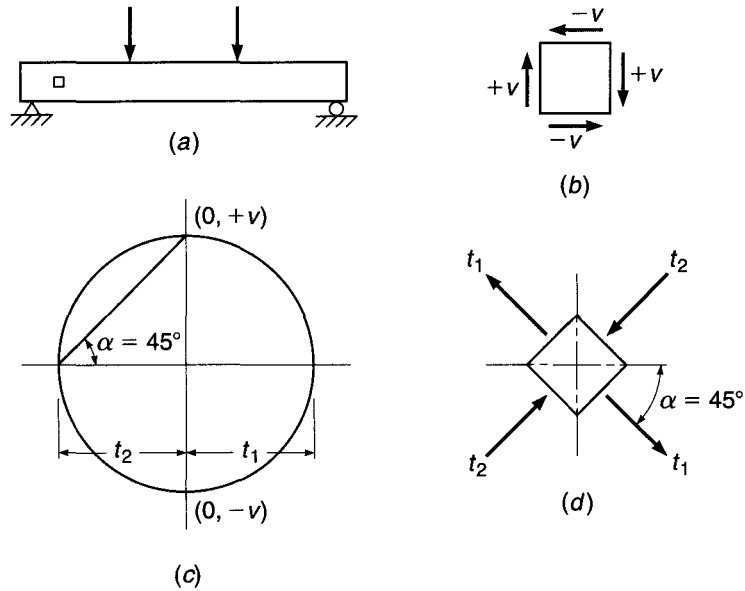 (a)
−v
+v
+v
−v
(b)
(0, +v)
α = 45°
t₂
t₁
(0, −v)
(c)
t₁
t₂
α = 45°
t₂
t₁
(d)